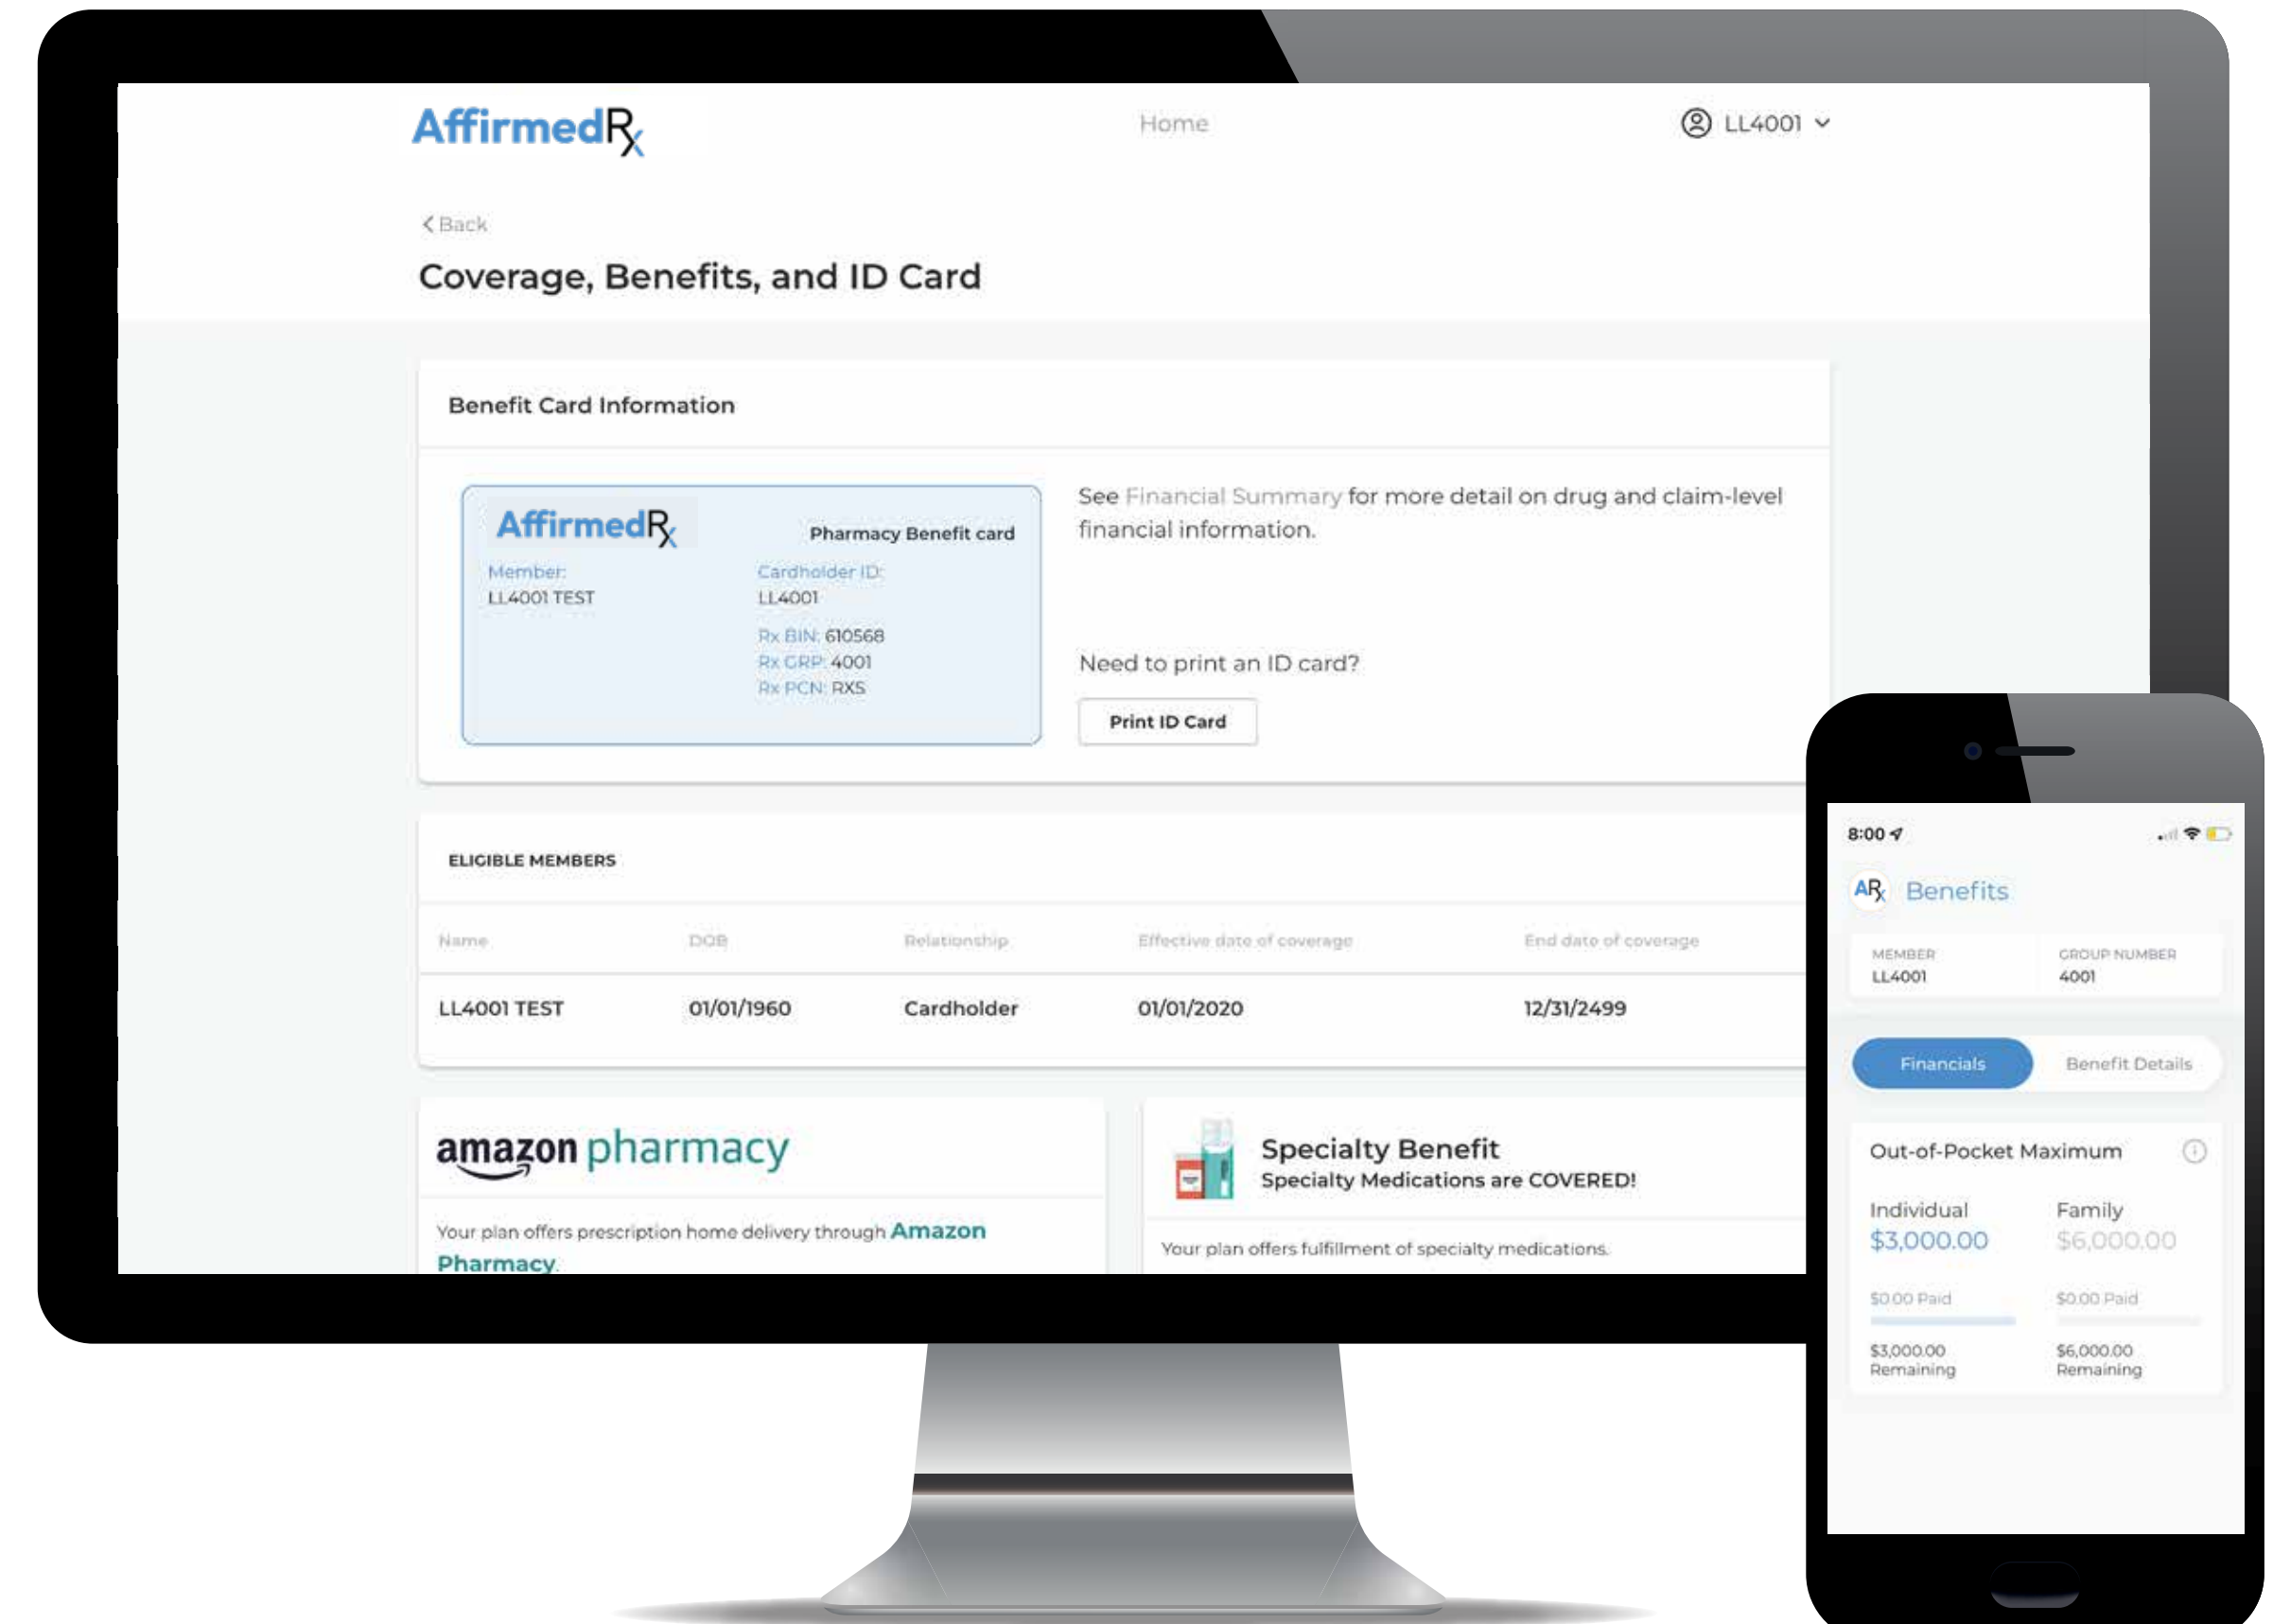 AffirmedRx
Home
LL4001
Back
Coverage, Benefits, and ID Card
Benefit Card Information
AffirmedRx
Pharmacy Benefit card
Member:
LL4001 TEST
Cardholder ID:
LL4001
Rx BIN: 610568
Rx GRP: 4001
Rx PCN: RXS
See Financial Summary for more detail on drug and claim-level
financial information.
Need to print an ID card?
Print ID Card
ELIGIBLE MEMBERS
Name DOB Relationship Effective date of coverage End date of coverage
LL4001 TEST 01/01/1960 Cardholder 01/01/2020 12/31/2499
amazon pharmacy
Your plan offers prescription home delivery through Amazon
Pharmacy.
Specialty Benefit
Specialty Medications are COVERED!
Your plan offers fulfillment of specialty medications.
8:00
ARx Benefits
MEMBER GROUP NUMBER
LL4001 4001
Financials Benefit Details
Out-of-Pocket Maximum
Individual Family
$3,000.00 $6,000.00
$0.00 Paid $0.00 Paid
$3,000.00 $6,000.00
Remaining Remaining